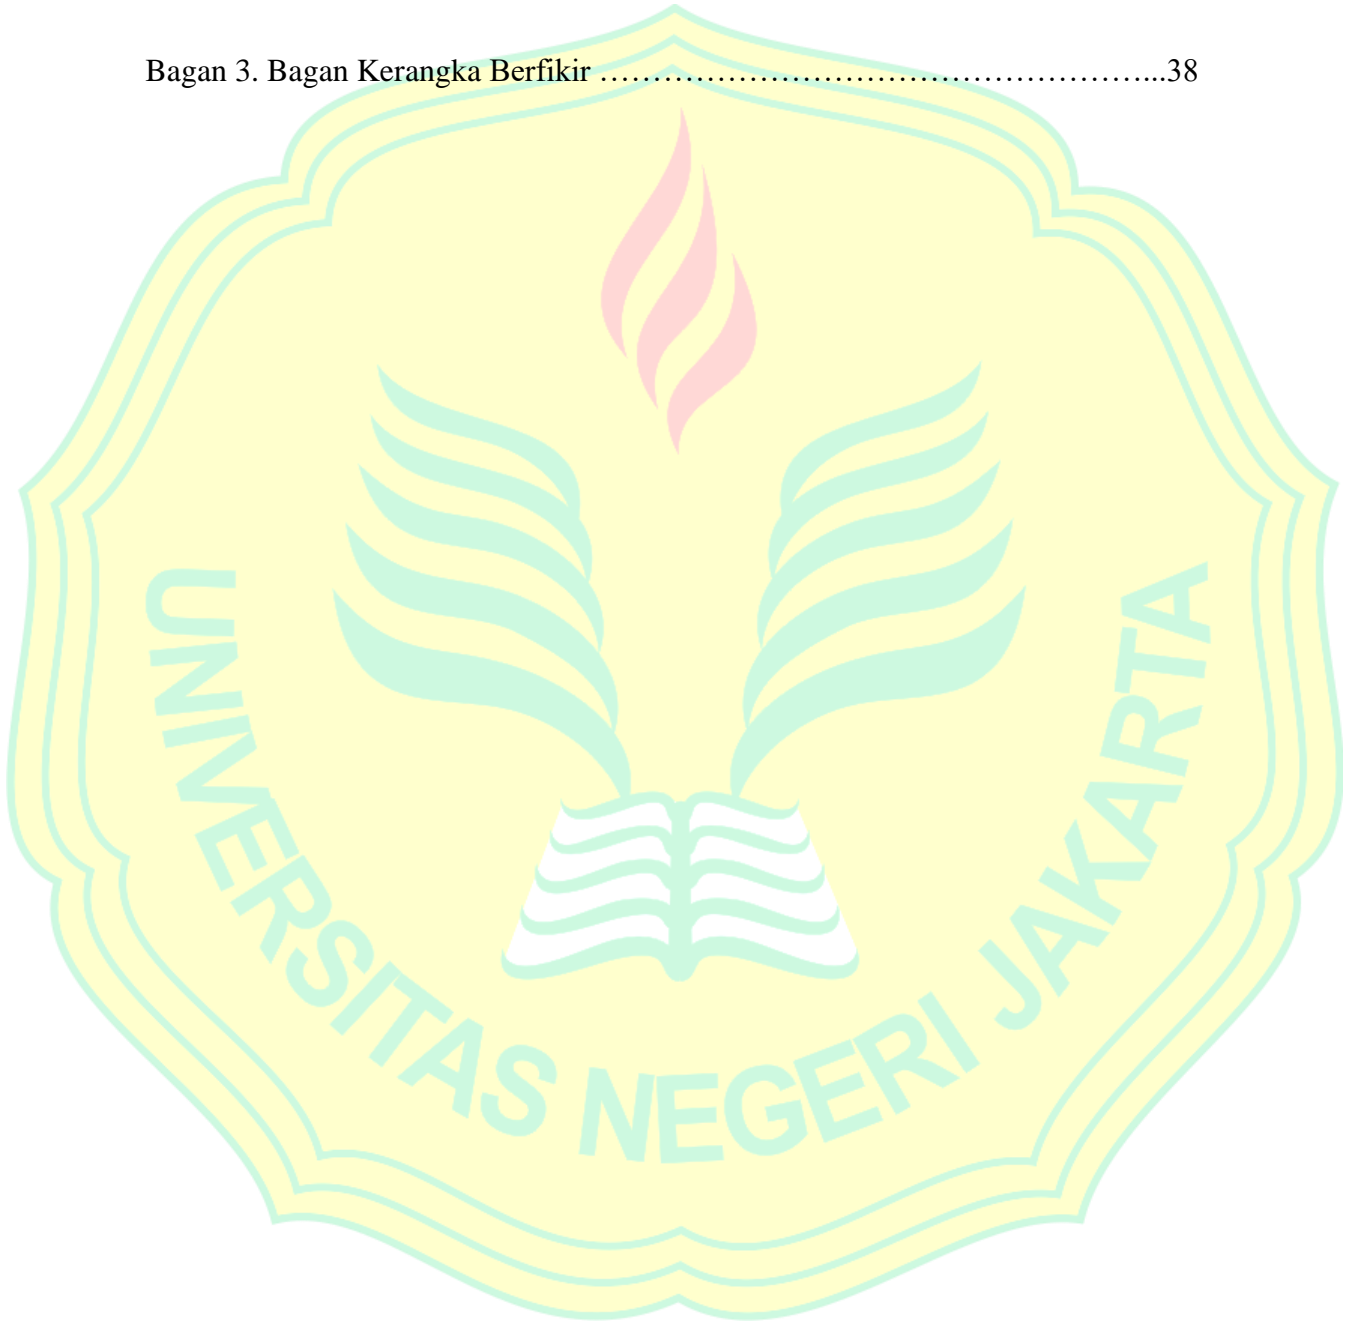 Bagan 3. Bagan Kerangka Berfikir …………………………………………...38
UNIVERSITAS NEGERI JAKARTA